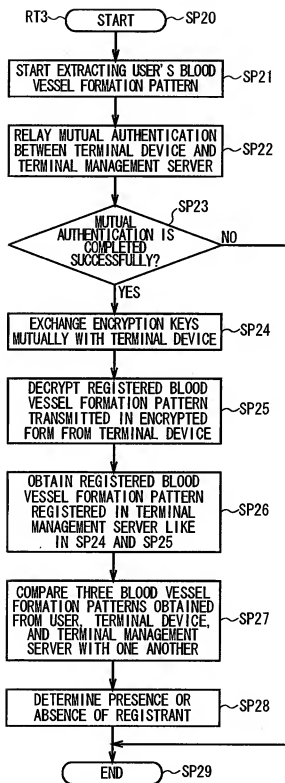 RT3
START
SP20
START EXTRACTING USER'S BLOOD
VESSEL FORMATION PATTERN
SP21
RELAY MUTUAL AUTHENTICATION
BETWEEN TERMINAL DEVICE AND
TERMINAL MANAGEMENT SERVER
SP22
SP23
MUTUAL
AUTHENTICATION IS
COMPLETED
SUCCESSFULLY?
NO
YES
EXCHANGE ENCRYPTION KEYS
MUTUALLY WITH TERMINAL DEVICE
SP24
DECRYPT REGISTERED BLOOD
VESSEL FORMATION PATTERN
TRANSMITTED IN ENCRYPTED
FORM FROM TERMINAL DEVICE
SP25
OBTAIN REGISTERED BLOOD
VESSEL FORMATION PATTERN
REGISTERED IN TERMINAL
MANAGEMENT SERVER LIKE
IN SP24 AND SP25
SP26
COMPARE THREE BLOOD VESSEL
FORMATION PATTERNS OBTAINED
FROM USER, TERMINAL DEVICE,
AND TERMINAL MANAGEMENT
SERVER WITH ONE ANOTHER
SP27
DETERMINE PRESENCE OR
ABSENCE OF REGISTRANT
SP28
END
SP29